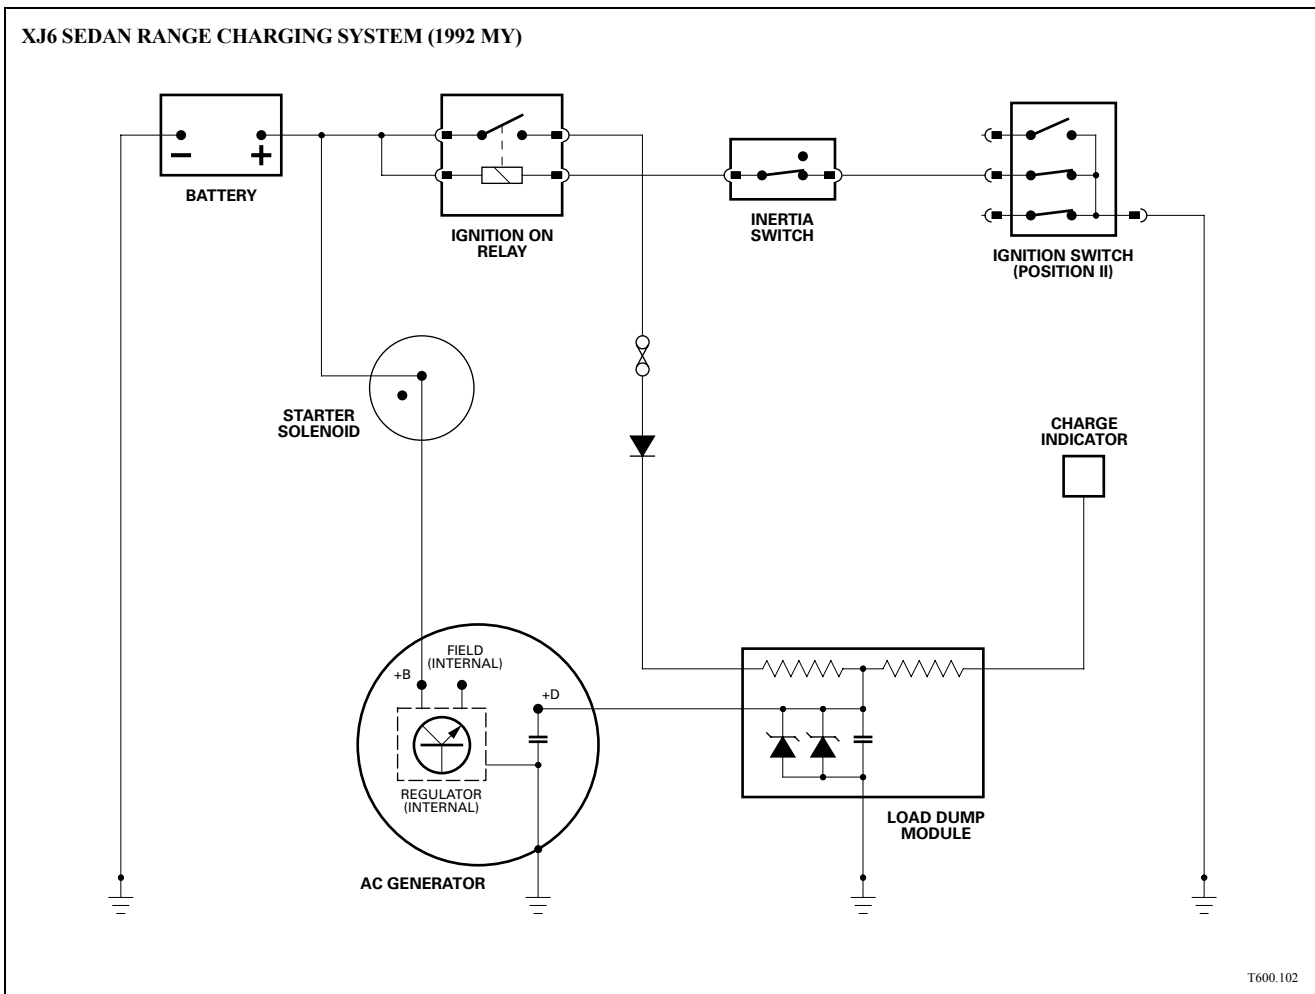 XJ6 SEDAN RANGE CHARGING SYSTEM (1992 MY)
BATTERY
IGNITION ON
RELAY
INERTIA
SWITCH
IGNITION SWITCH
(POSITION II)
STARTER
SOLENOID
CHARGE
INDICATOR
FIELD
(INTERNAL)
+B
+D
REGULATOR
(INTERNAL)
AC GENERATOR
LOAD DUMP
MODULE
T600.102